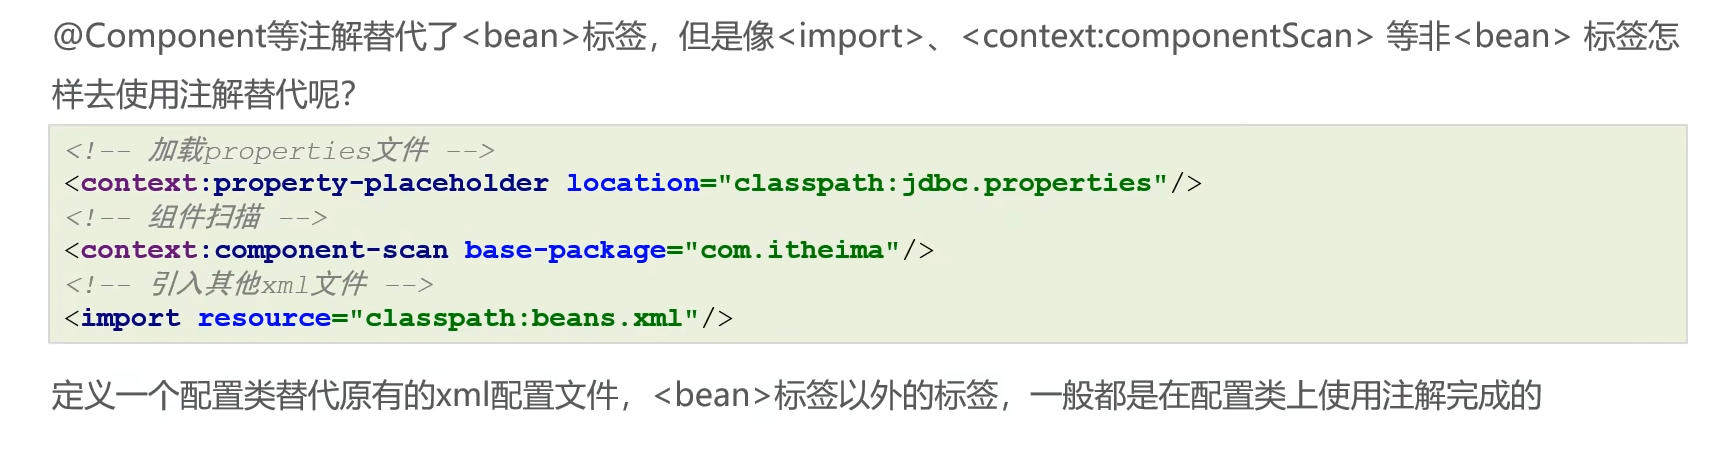 @Component等注解替代了<bean>标签，但是像<import>、<context:componentScan> 等非<bean> 标签怎
样去使用注解替代呢？
<!-- 加载properties文件 -->
<context:property-placeholder location="classpath:jdbc.properties"/>
<!-- 组件扫描 -->
<context:component-scan base-package="com.itheima"/>
<!-- 引入其他xml文件 -->
<import resource="classpath:beans.xml"/>
定义一个配置类替代原有的xml配置文件，<bean>标签以外的标签，一般都是在配置类上使用注解完成的